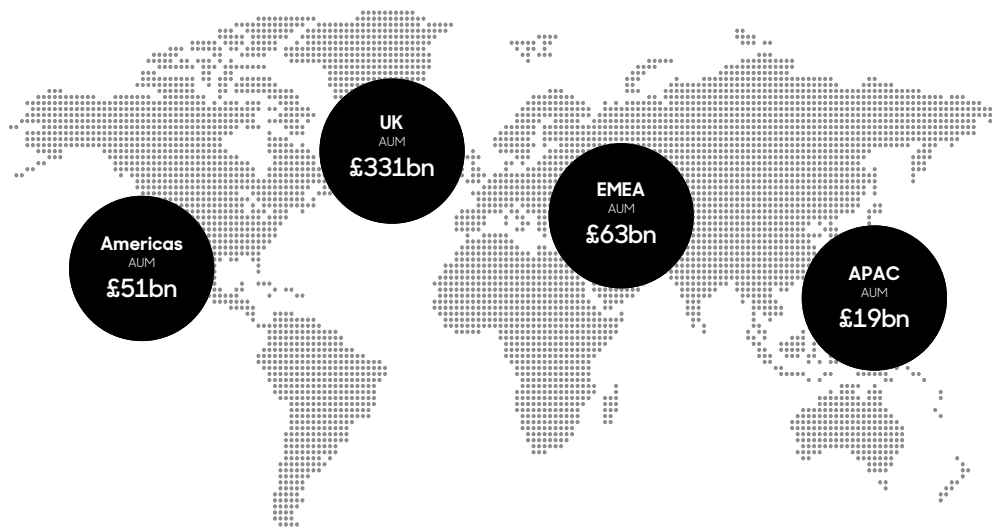 UK
AUM
£331bn
EMEA
AUM
£63bn
Americas
AUM
£51bn
APAC
AUM
£19bn